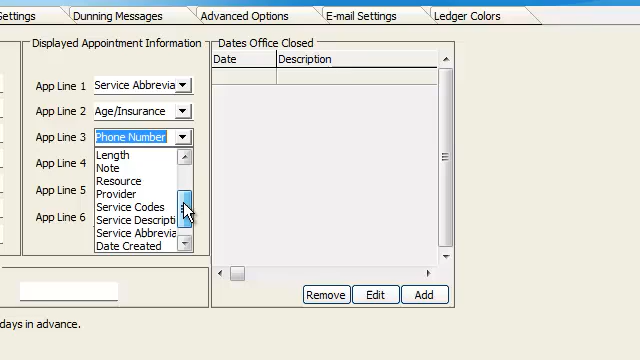 Settings Dunning Messages Advanced Options E-mail Settings Ledger Colors
Displayed Appointment Information
App Line 1 Service Abbrevia
App Line 2 Age/Insurance
App Line 3 Phone Number
App Line 4
App Line 5
App Line 6
Length
Note
Resource
Provider
Service Codes
Service Descripti
Service Abbrevia
Date Created
Dates Office Closed
Date Description
Remove Edit Add
days in advance.